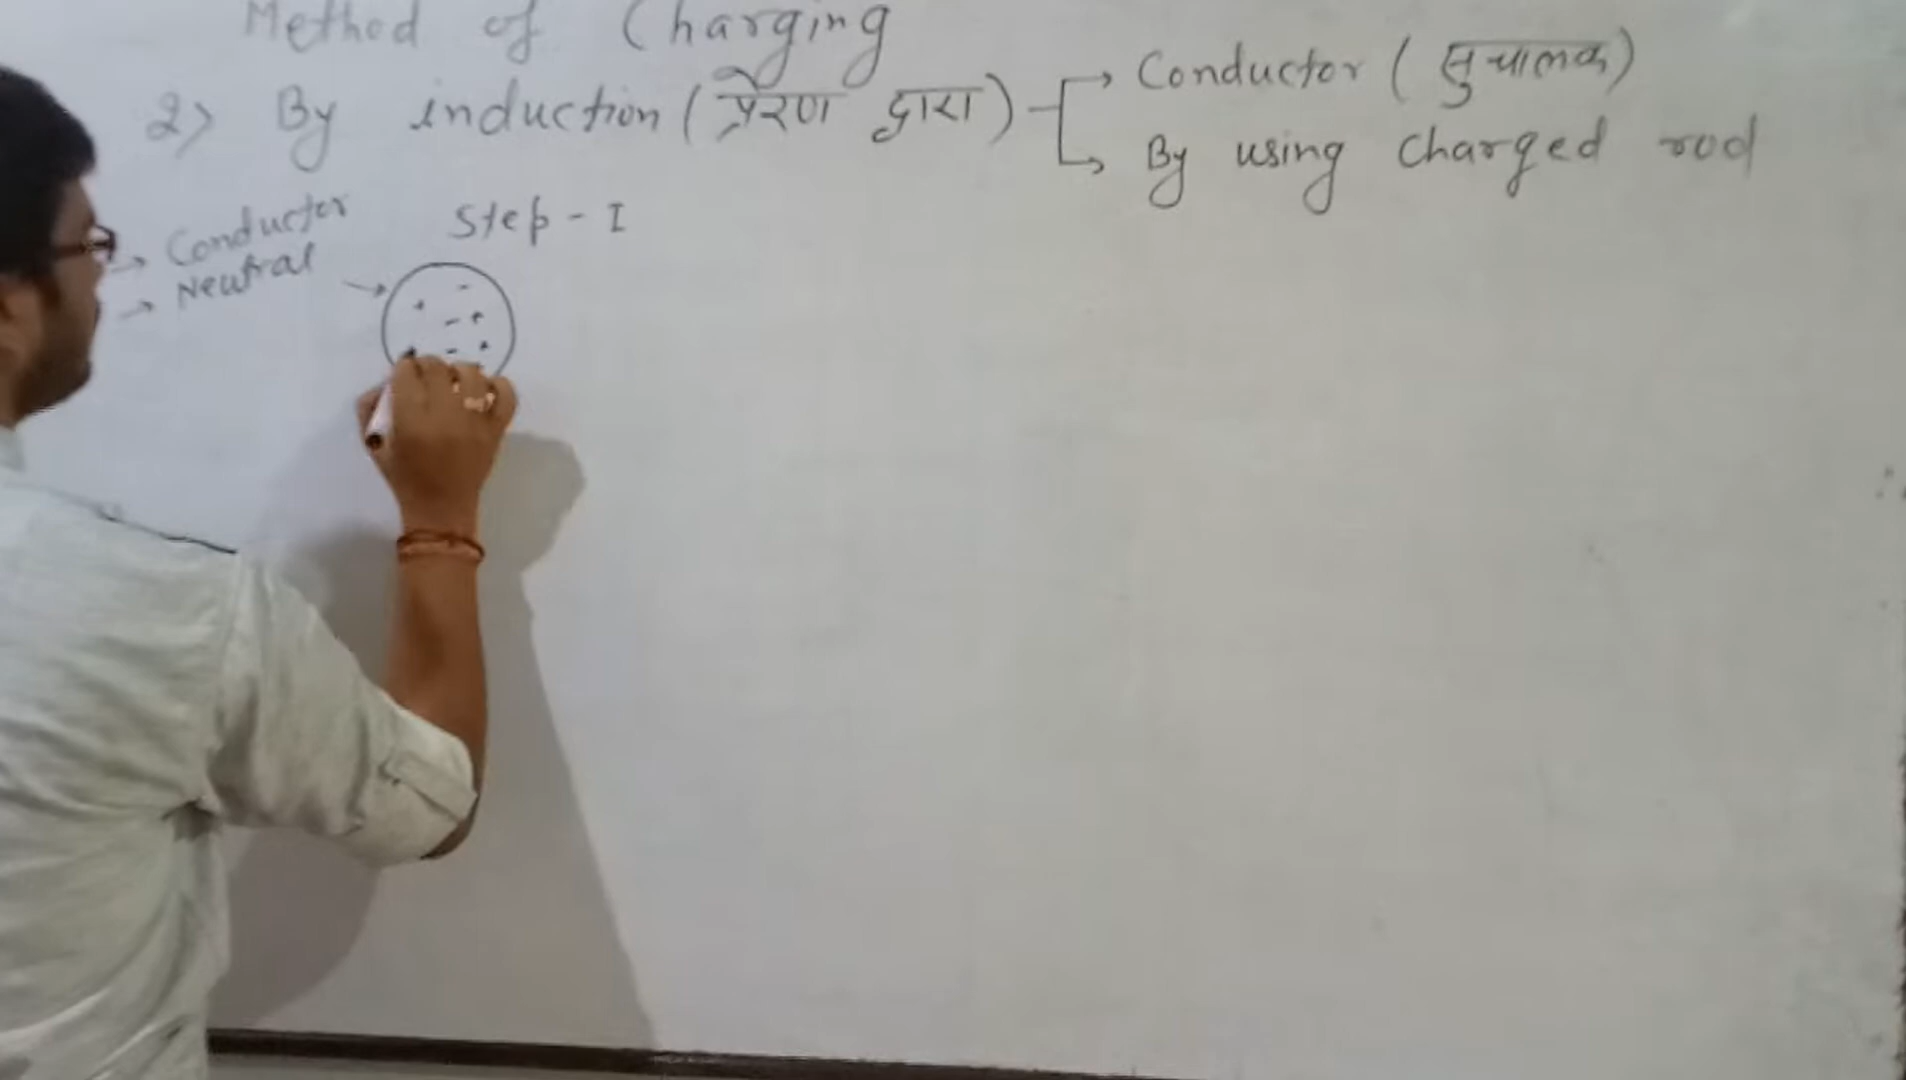 Method of Charging
2> By induction (प्रेरण द्वारा) → Conductor (सुचालक)
→ By using charged rod
→ Conductor
→ Neutral
Step - I
- + - + - +